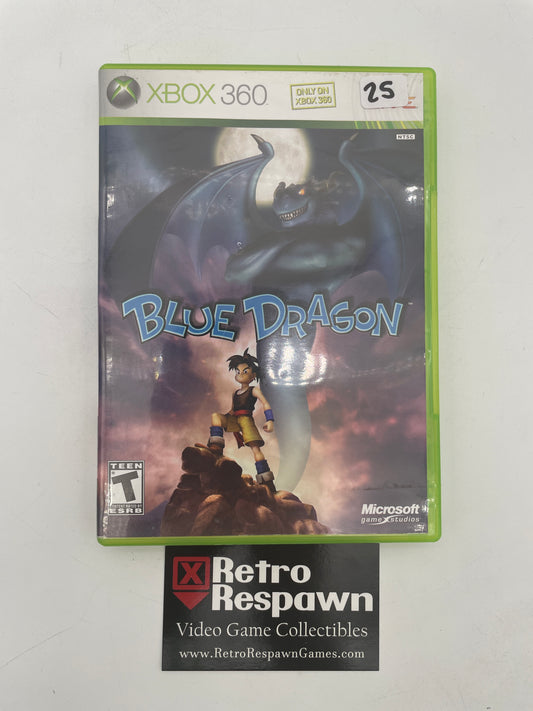 XBOX 360
ONLY ON
XBOX 360
25
NTSC
BLUE DRAGON
TEEN
T
ESRB
Microsoft
game studios
Retro
Respawn
Video Game Collectibles
www.RetroRespawnGames.com